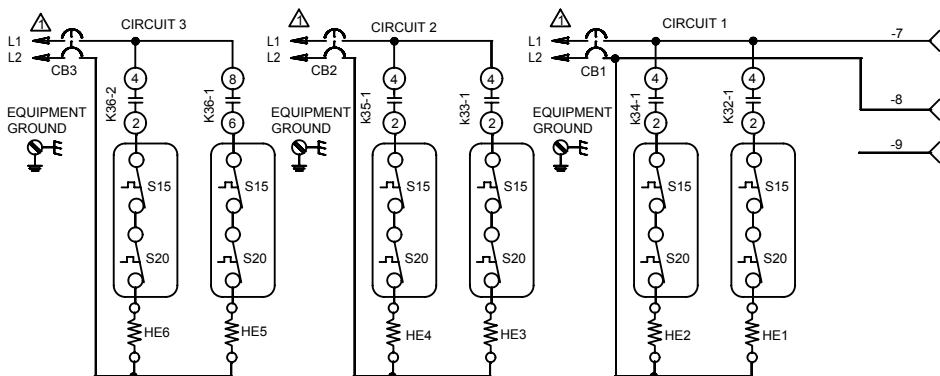 1 CIRCUIT 3 1 CIRCUIT 2 1 CIRCUIT 1
L1 L1 L1 -7
L2 CB3 L2 CB2 L2 CB1
4 8 4 4 4 4
K36-2 K36-1 K35-1 K33-1 k34-1 K32-1
-8
EQUIPMENT GROUND
EQUIPMENT GROUND
EQUIPMENT GROUND
2 6 2 2 2 2
-9
S15 S15 S15 S15 S15 S15
S20 S20 S20 S20 S20 S20
HE6 HE5 HE4 HE3 HE2 HE1